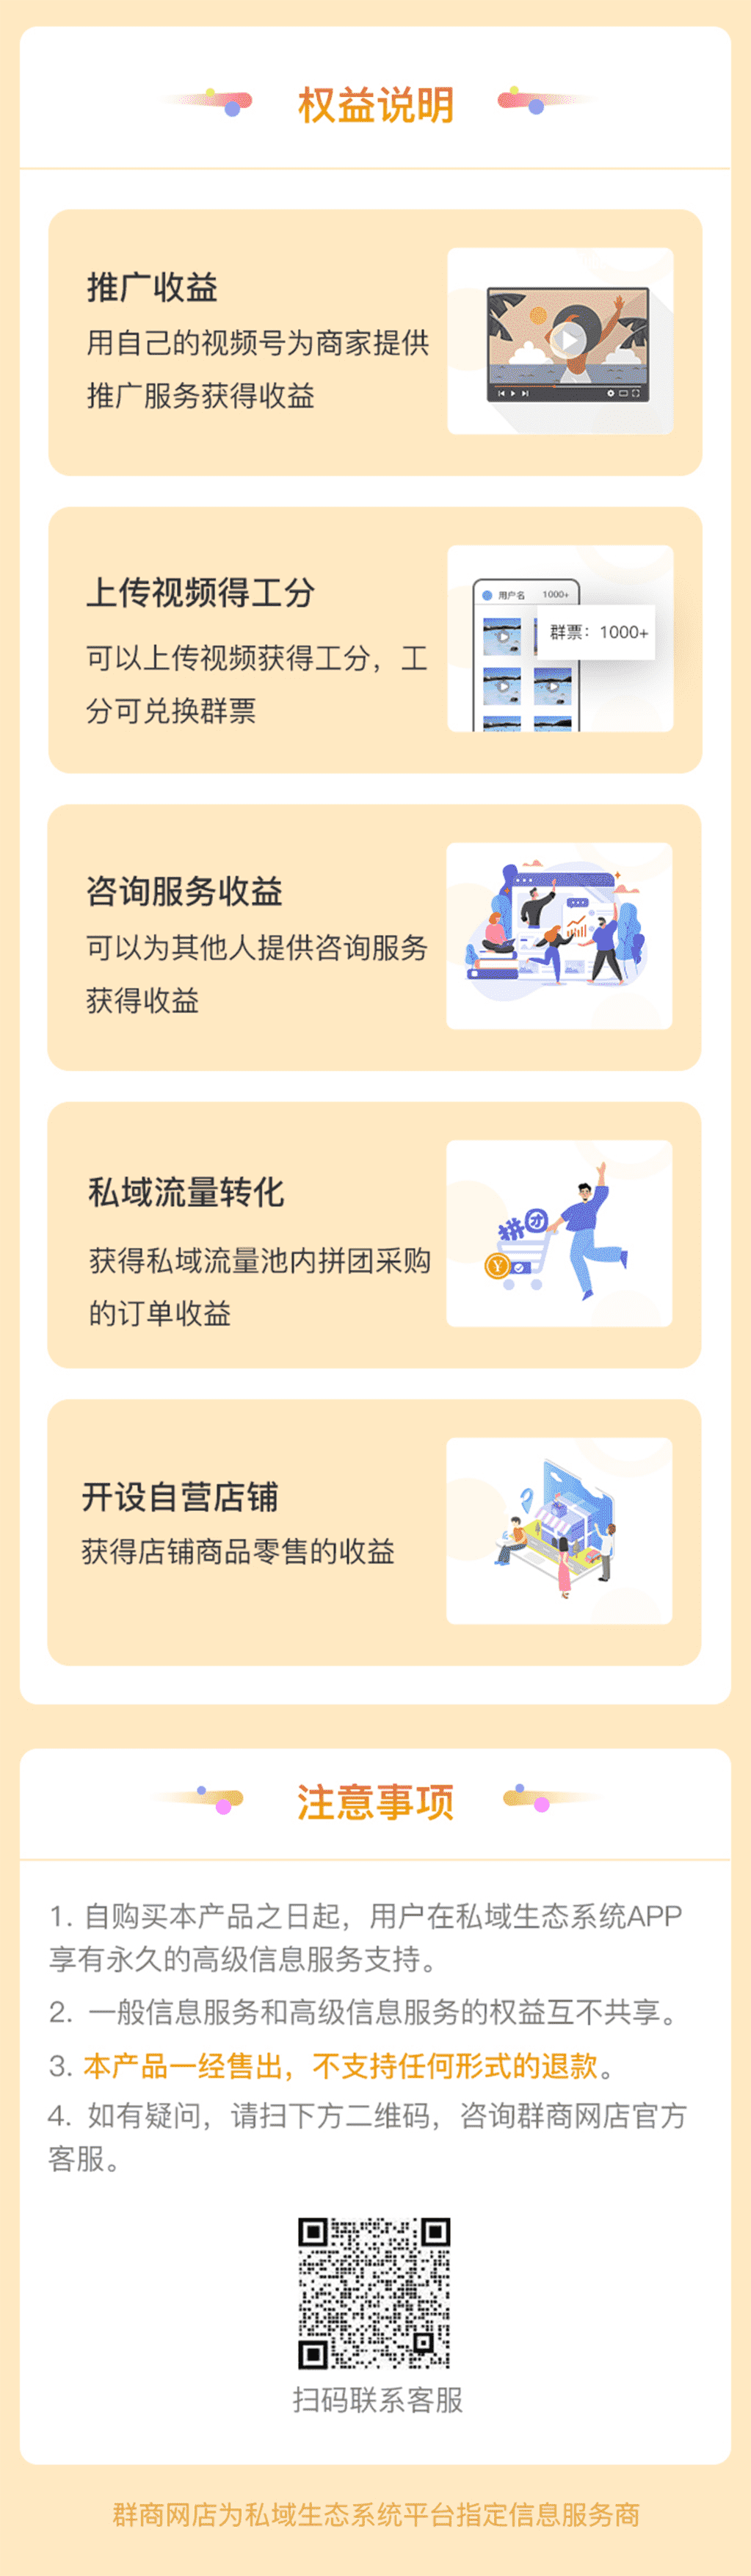 权益说明
推广收益
用自己的视频号为商家提供
推广服务获得收益
上传视频得工分
可以上传视频获得工分，工
分可兑换群票
用户名 1000+
群票：1000+
咨询服务收益
可以为其他人提供咨询服务
获得收益
私域流量转化
获得私域流量池内拼团采购
的订单收益
拼团
¥
开设自营店铺
获得店铺商品零售的收益
注意事项
1. 自购买本产品之日起，用户在私域生态系统APP
享有永久的高级信息服务支持。
2. 一般信息服务和高级信息服务的权益互不共享。
3. 本产品一经售出，不支持任何形式的退款。
4. 如有疑问，请扫下方二维码，咨询群商网店官方
客服。
扫码联系客服
群商网店为私域生态系统平台指定信息服务商